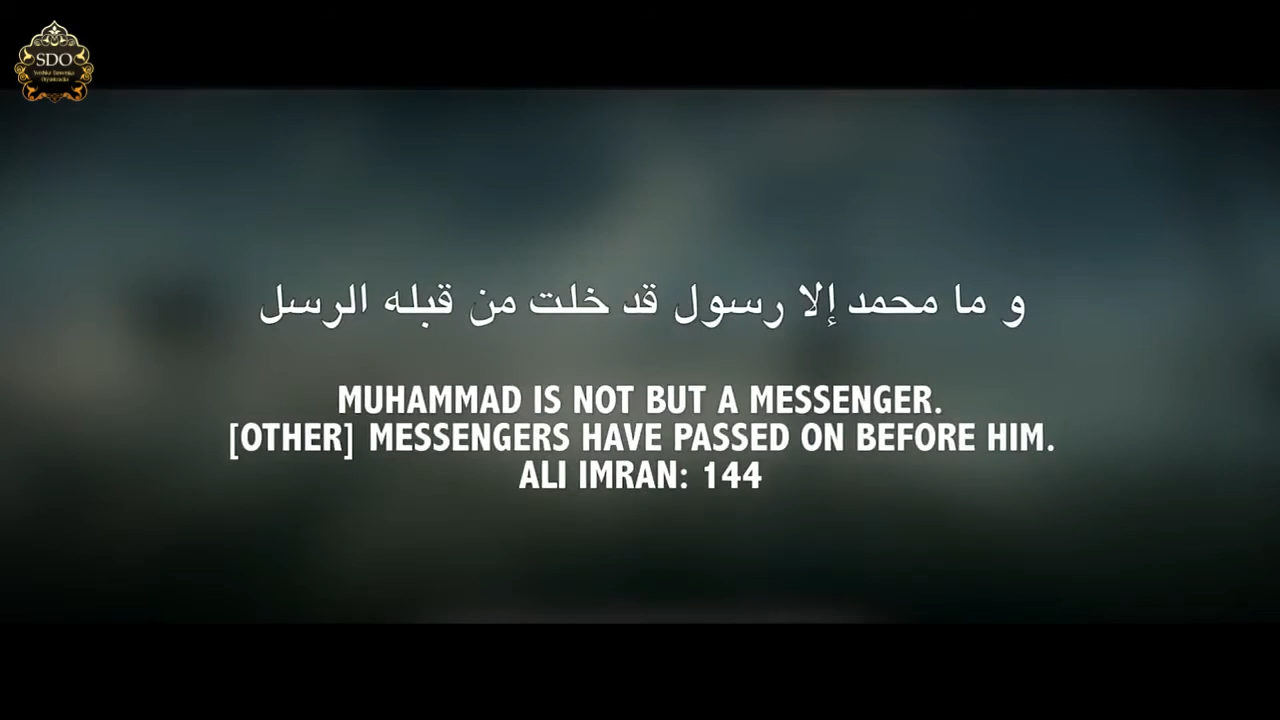 SDO
و ما محمد إلا رسول قد خلت من قبله الرسل
MUHAMMAD IS NOT BUT A MESSENGER.
[OTHER] MESSENGERS HAVE PASSED ON BEFORE HIM.
ALI IMRAN: 144